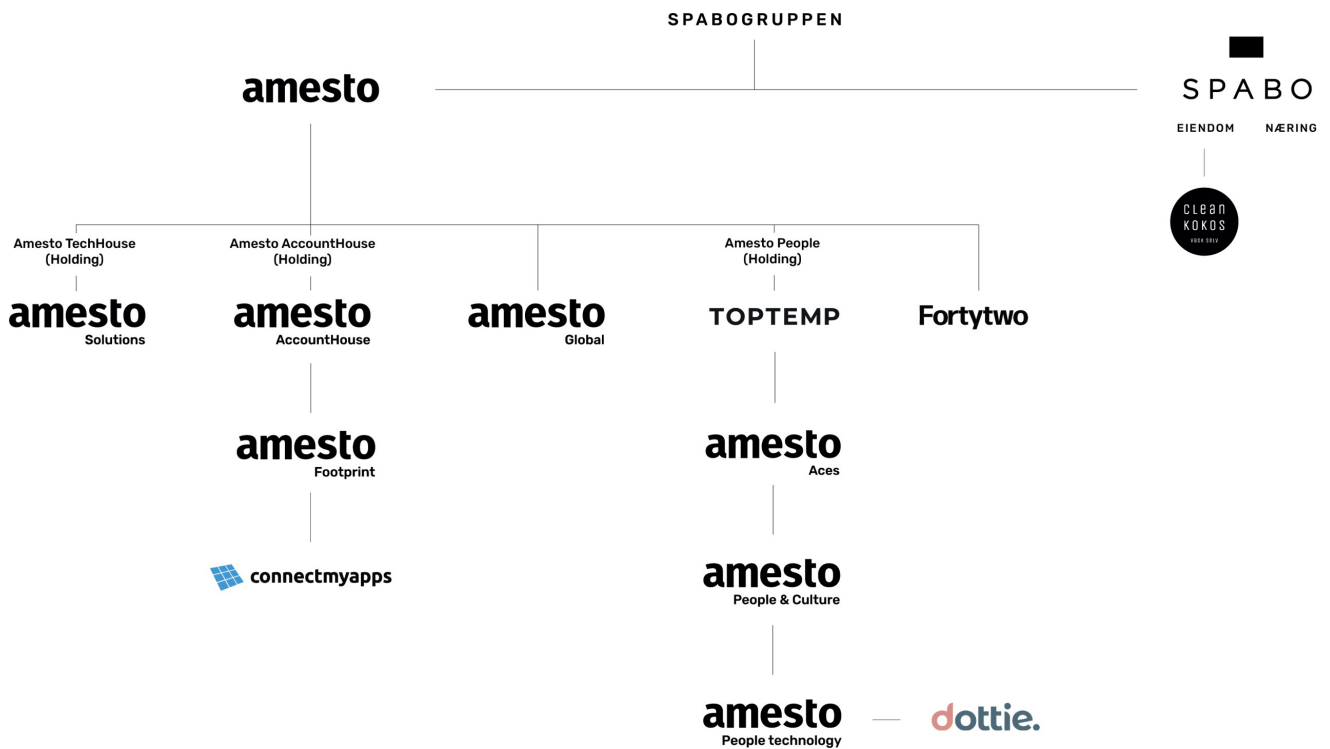 SPABOGRUPPEN
amesto
SPABO
EIENDOM NÆRING
CLean
KOKOS
Amesto TechHouse
(Holding)
Amesto AccountHouse
(Holding)
Amesto People
(Holding)
amesto
Solutions
amesto
AccountHouse
amesto
Global
TOPTEMP
Fortytwo
amesto
Footprint
amesto
Aces
connectmyapps
amesto
People & Culture
amesto
People technology
dottie.